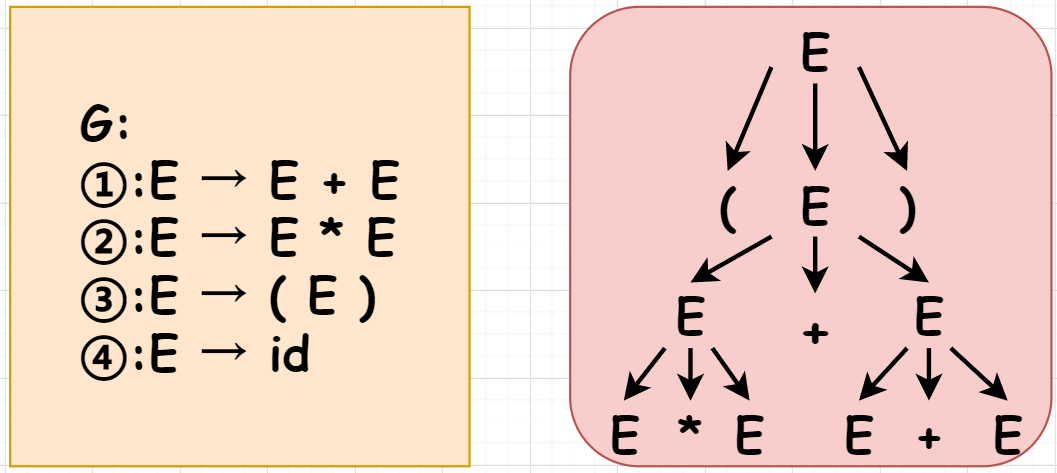 G:
①:E → E + E
②:E → E * E
③:E → ( E )
④:E → id
E
( E )
E + E
E * E E + E